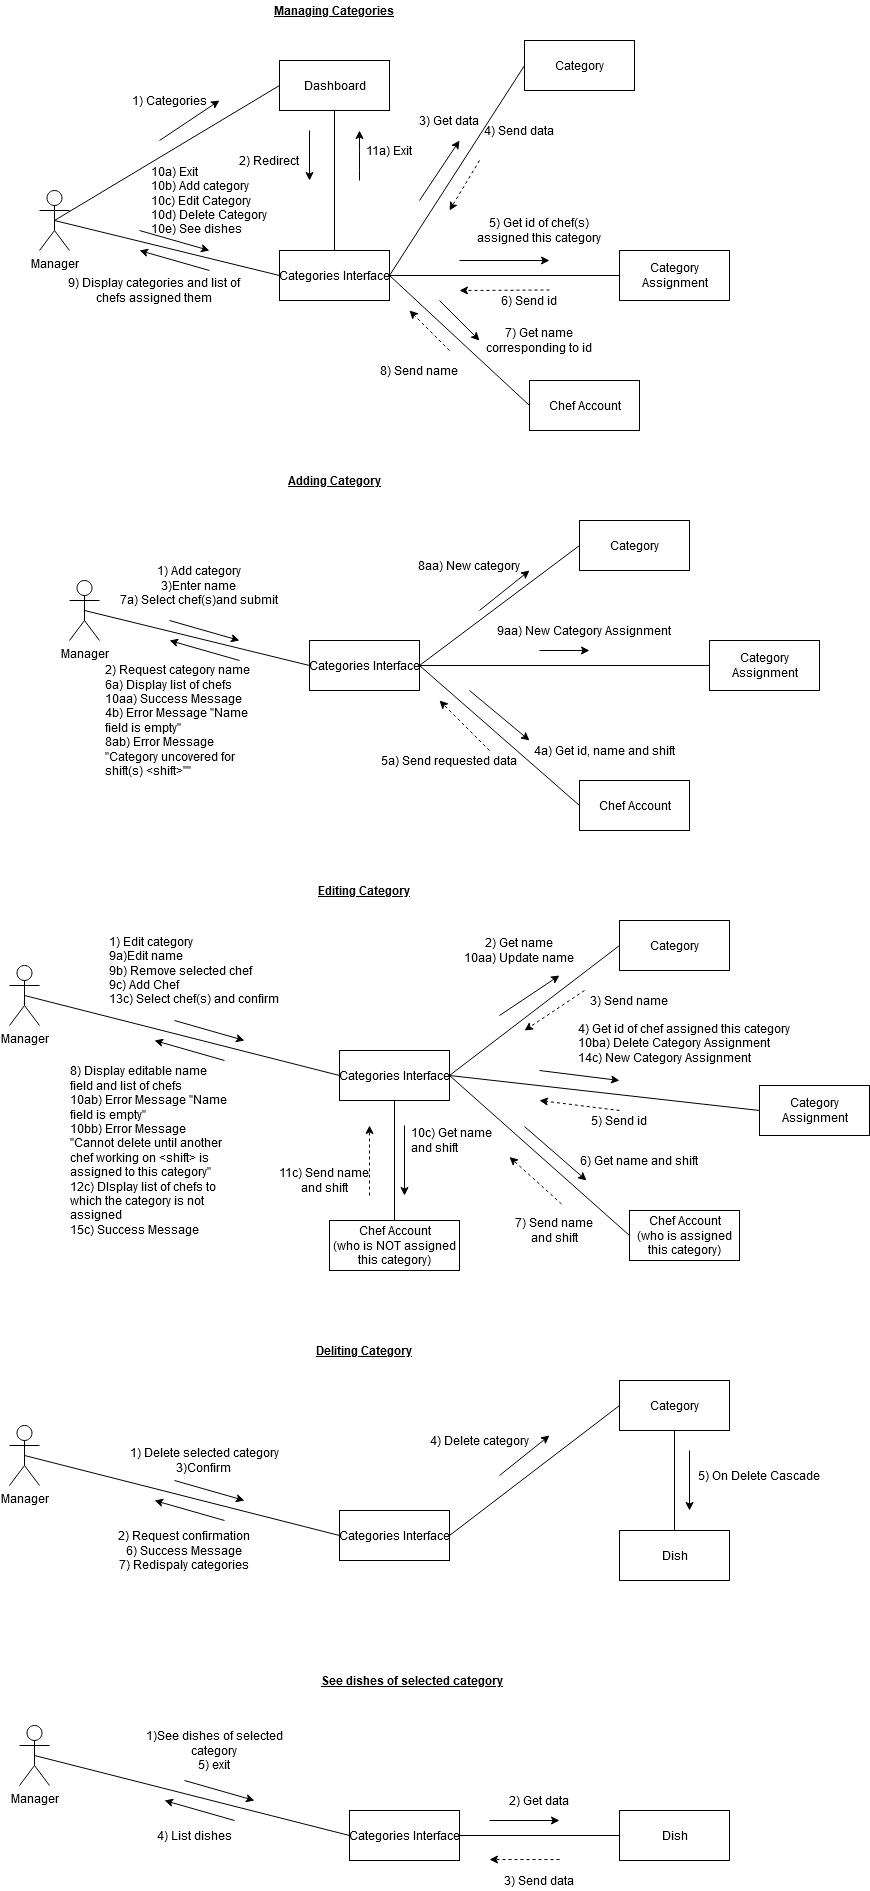 Managing Categories
Category
Dashboard
1) Categories
3) Get data
4) Send data
2) Redirect
11a) Exit
10a) Exit
10b) Add category
10c) Edit Category
10d) Delete Category
10e) See dishes
Manager
5) Get id of chef(s)
assigned this category
Categories Interface
Category
Assignment
9) Display categories and list of
chefs assigned them
6) Send id
7) Get name
corresponding to id
8) Send name
Chef Account
Adding Category
Category
8aa) New category
1) Add category
3)Enter name
7a) Select chef(s)and submit
9aa) New Category Assignment
Manager
Categories Interface
Category
Assignment
2) Request category name
6a) Display list of chefs
10aa) Success Message
4b) Error Message "Name
field is empty"
8ab) Error Message
"Category uncovered for
shift(s) <shift>""
4a) Get id, name and shift
5a) Send requested data
Chef Account
Editing Category
1) Edit category
9a)Edit name
9b) Remove selected chef
9c) Add Chef
13c) Select chef(s) and confirm
2) Get name
10aa) Update name
Category
3) Send name
4) Get id of chef assigned this category
10ba) Delete Category Assignment
14c) New Category Assignment
Manager
Categories Interface
8) Display editable name
field and list of chefs
10ab) Error Message "Name
field is empty"
10bb) Error Message
"Cannot delete until another
chef working on <shift> is
assigned to this category"
12c) DIsplay list of chefs to
which the category is not
assigned
15c) Success Message
Category
Assignment
5) Send id
10c) Get name
and shift
6) Get name and shift
11c) Send name
and shift
7) Send name
and shift
Chef Account
(who is NOT assigned
this category)
Chef Account
(who is assigned
this category)
Deliting Category
Category
4) Delete category
1) Delete selected category
3)Confirm
5) On Delete Cascade
Manager
Categories Interface
2) Request confirmation
6) Success Message
7) Redispaly categories
Dish
See dishes of selected category
1)See dishes of selected
category
5) exit
Manager
2) Get data
4) List dishes
Categories Interface
Dish
3) Send data